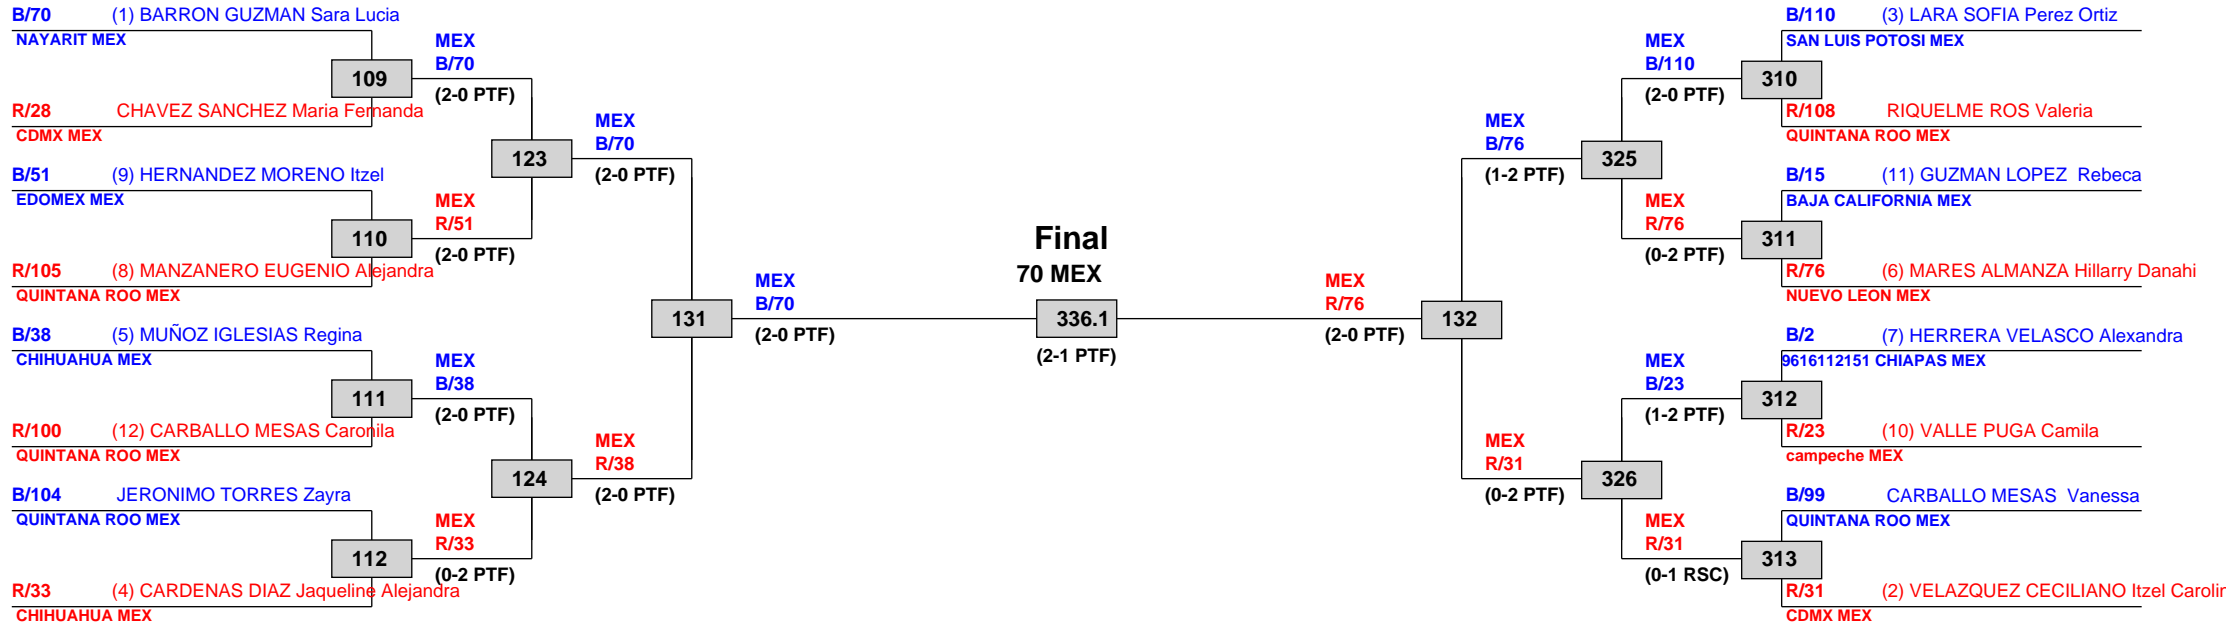 B/70 (1) BARRON GUZMAN Sara Lucia
NAYARIT MEX
R/28 CHAVEZ SANCHEZ Maria Fernanda
CDMX MEX
B/51 (9) HERNANDEZ MORENO Itzel
EDOMEX MEX
R/105 (8) MANZANERO EUGENIO Alejandra
QUINTANA ROO MEX
B/38 (5) MUÑOZ IGLESIAS Regina
CHIHUAHUA MEX
R/100 (12) CARBALLO MESAS Caronila
QUINTANA ROO MEX
B/104 JERONIMO TORRES Zayra
QUINTANA ROO MEX
R/33 (4) CARDENAS DIAZ Jaqueline Alejandra
CHIHUAHUA MEX
109
110
111
112
MEX
B/70
(2-0 PTF)
MEX
R/51
(2-0 PTF)
MEX
B/38
(2-0 PTF)
MEX
R/33
(0-2 PTF)
123
124
MEX
B/70
(2-0 PTF)
MEX
R/38
(2-0 PTF)
131
MEX
B/70
(2-0 PTF)
Final
70 MEX
336.1
(2-1 PTF)
MEX
R/76
(2-0 PTF)
132
MEX
B/76
(1-2 PTF)
MEX
R/31
(0-2 PTF)
325
326
MEX
B/110
(2-0 PTF)
MEX
R/76
(0-2 PTF)
MEX
B/23
(1-2 PTF)
MEX
R/31
(0-1 RSC)
310
311
312
313
B/110 (3) LARA SOFIA Perez Ortiz
SAN LUIS POTOSI MEX
R/108 RIQUELME ROS Valeria
QUINTANA ROO MEX
B/15 (11) GUZMAN LOPEZ Rebeca
BAJA CALIFORNIA MEX
R/76 (6) MARES ALMANZA Hillarry Danahi
NUEVO LEON MEX
B/2 (7) HERRERA VELASCO Alexandra
9616112151 CHIAPAS MEX
R/23 (10) VALLE PUGA Camila
campeche MEX
B/99 CARBALLO MESAS Vanessa
QUINTANA ROO MEX
R/31 (2) VELAZQUEZ CECILIANO Itzel Carolin
CDMX MEX